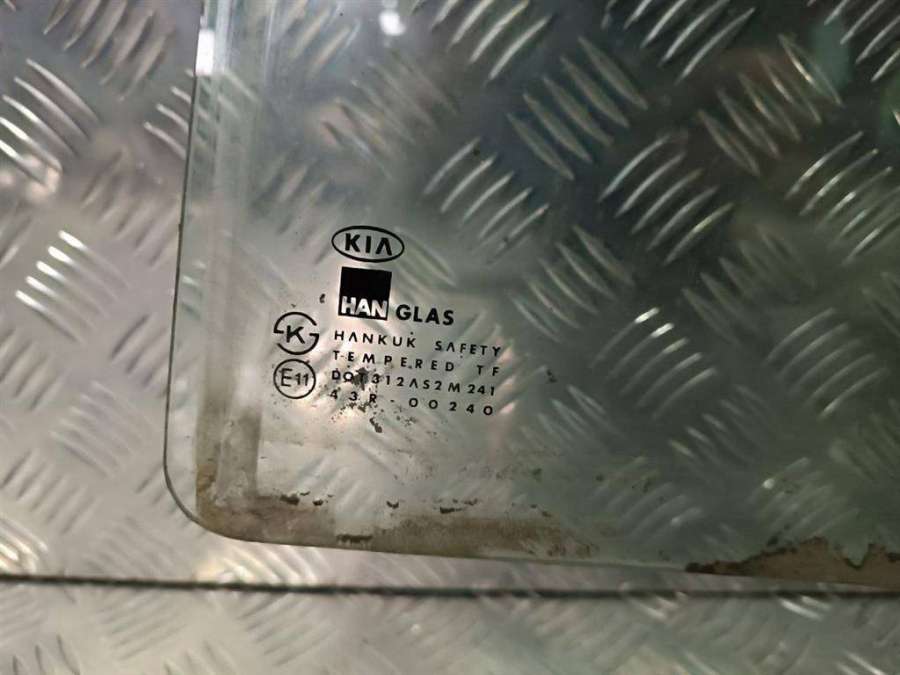 KIA
HAN GLAS
K
HANKUK SAFETY
TEMPERED TF
E11
DOT312AS2M241
43R-00240